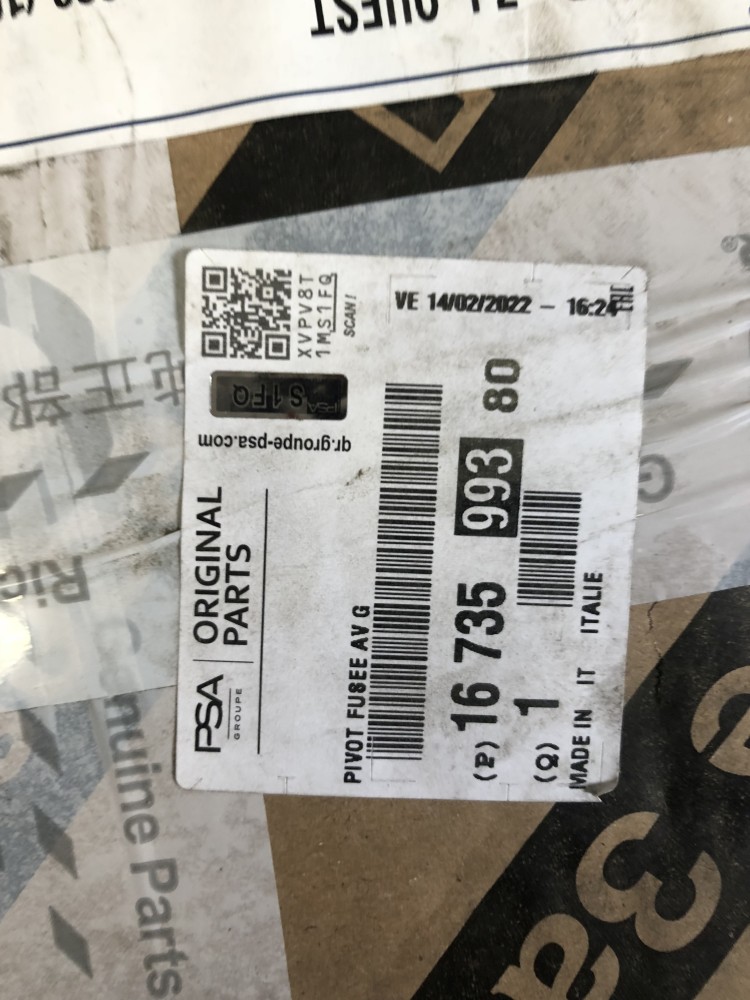 PSA
GROUPE
ORIGINAL
PARTS
qr.groupe-psa.com
S1FQ
XVPV8T
1MS1FQ
SCAN!
PIVOT FUSEE AV G
VE 14/02/2022 - 16:24
(P) 16 735 993 80
(Q) 1
MADE IN IT ITALIE
Parts
OUEST